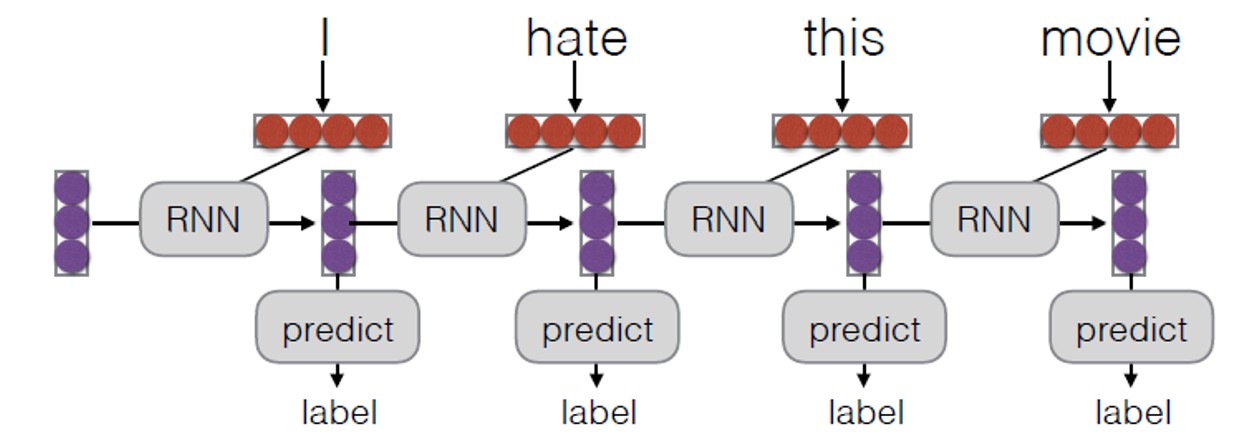 I hate this movie
RNN RNN RNN RNN
predict predict predict predict
label label label label